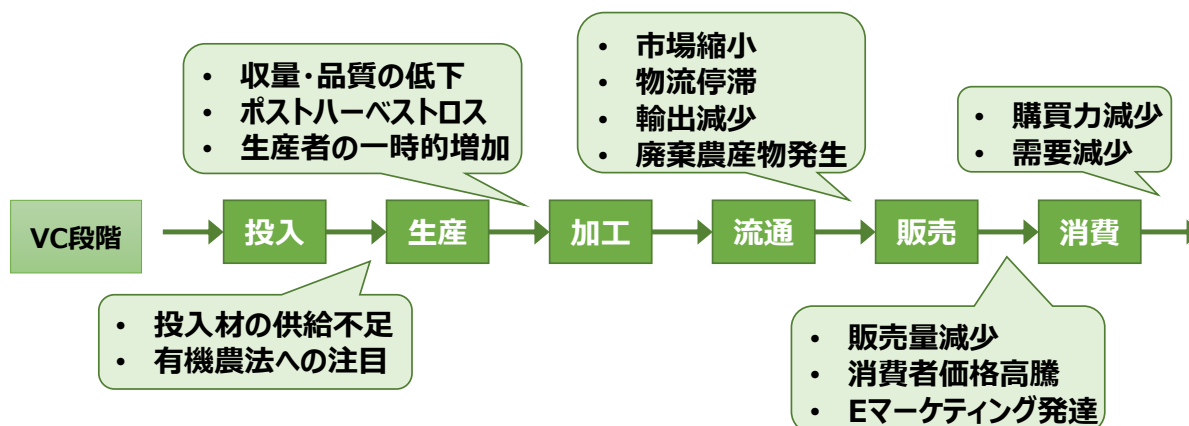 • 収量・品質の低下
• ポストハーベストロス
• 生産者の一時的増加
• 市場縮小
• 物流停滞
• 輸出減少
• 廃棄農産物発生
• 購買力減少
• 需要減少
VC段階
投入
生産
加工
流通
販売
消費
• 投入材の供給不足
• 有機農法への注目
• 販売量減少
• 消費者価格高騰
• Eマーケティング発達